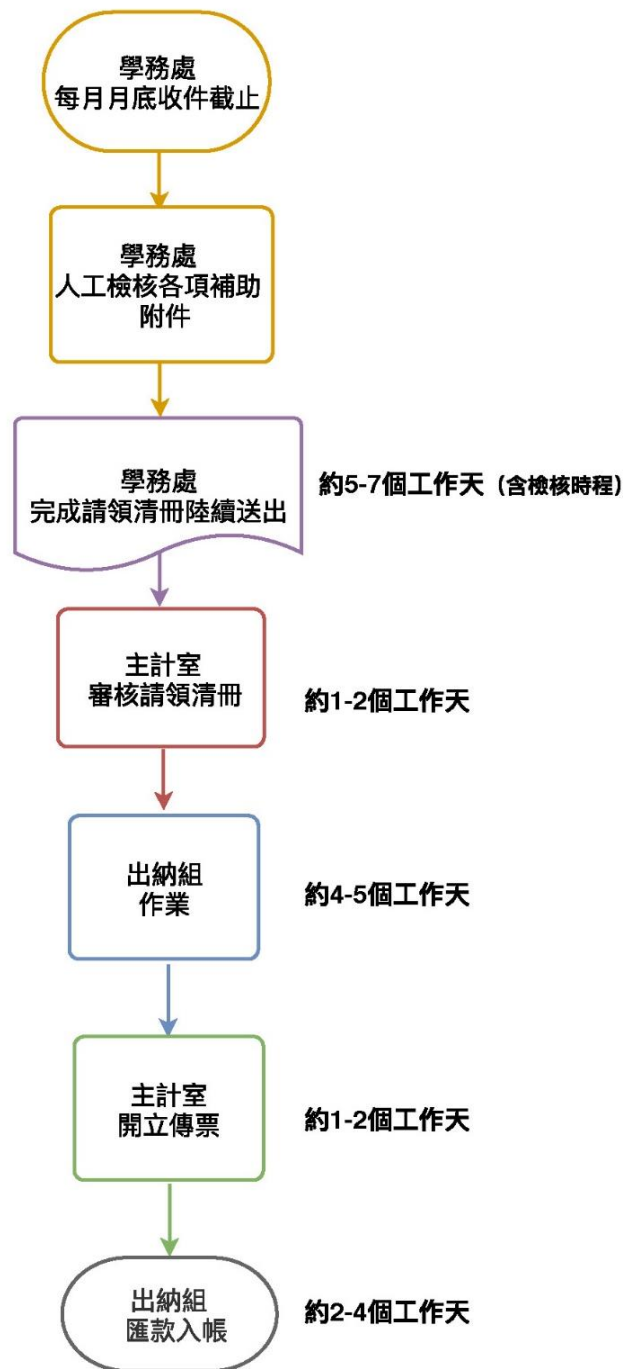 學務處
每月月底收件截止
學務處
人工檢核各項補助
附件
學務處
完成請領清冊陸續送出
約5-7個工作天（含檢核時程）
主計室
審核請領清冊
約1-2個工作天
出納組
作業
約4-5個工作天
主計室
開立傳票
約1-2個工作天
出納組
匯款入帳
約2-4個工作天